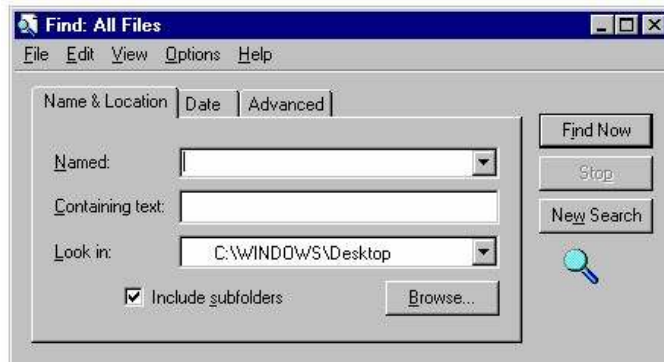 Find: All Files
File Edit View Options Help
Name & Location Date Advanced
Find Now
Named:
Stop
Containing text:
New Search
Look in: C:\WINDOWS\Desktop
Include subfolders Browse...